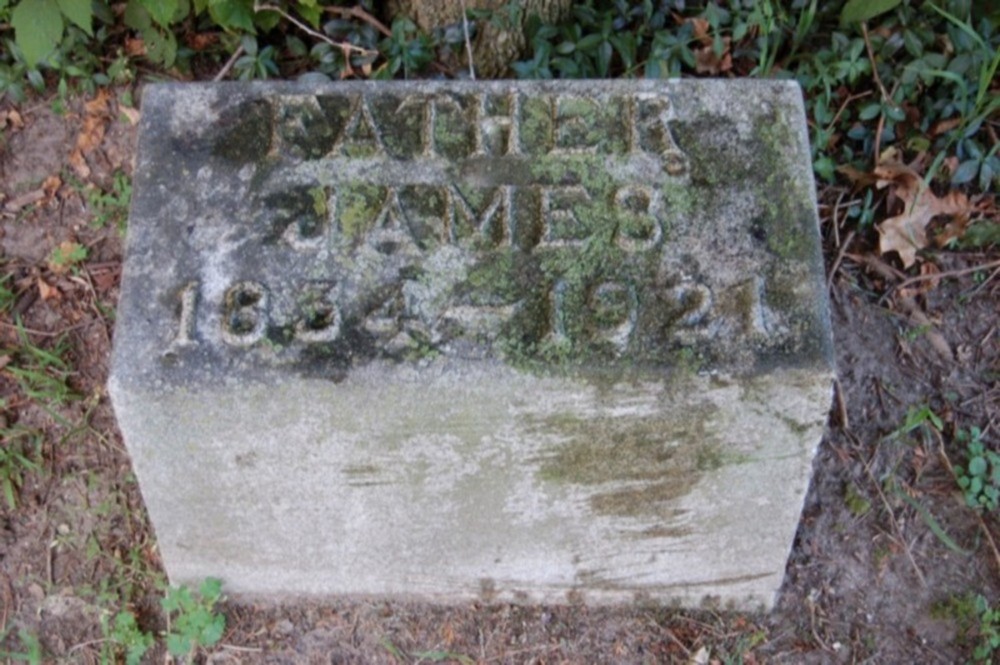 FATHER
JAMES
1834-1921